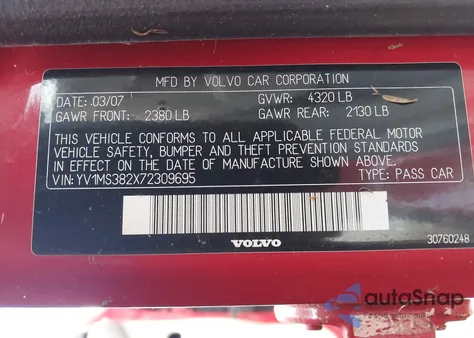 MFD BY VOLVO CAR CORPORATION
DATE: 03/07 GVWR: 4320 LB
GAWR FRONT: 2380 LB GAWR REAR: 2130 LB
THIS VEHICLE CONFORMS TO ALL APPLICABLE FEDERAL MOTOR
VEHICLE SAFETY, BUMPER AND THEFT PREVENTION STANDARDS
IN EFFECT ON THE DATE OF MANUFACTURE SHOWN ABOVE.
VIN: YV1MS382X72309695 TYPE: PASS CAR
VOLVO
30760248
autoSnap